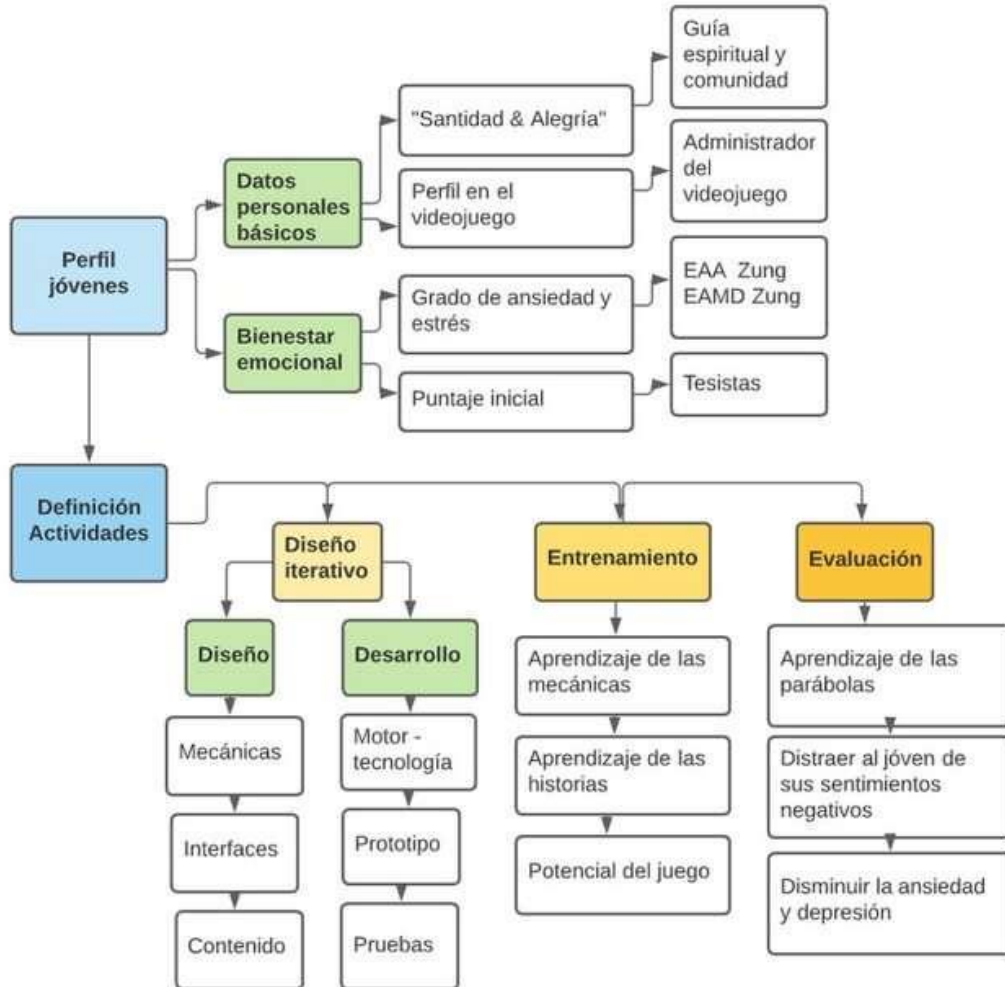 Guía
espiritual y
comunidad
"Santidad & Alegría"
Administrador
del
videojuego
Datos
personales
básicos
Perfil en el
videojuego
Perfil
jóvenes
EAA Zung
EAMD Zung
Grado de ansiedad y
estrés
Bienestar
emocional
Puntaje inicial
Tesistas
Definición
Actividades
Diseño
iterativo
Entrenamiento
Evaluación
Diseño
Desarrollo
Aprendizaje de las
mecánicas
Aprendizaje de las
parábolas
Mecánicas
Motor -
tecnología
Aprendizaje de las
historias
Distraer al jóven de
sus sentimientos
negativos
Interfaces
Prototipo
Potencial del juego
Disminuir la ansiedad
y depresión
Contenido
Pruebas